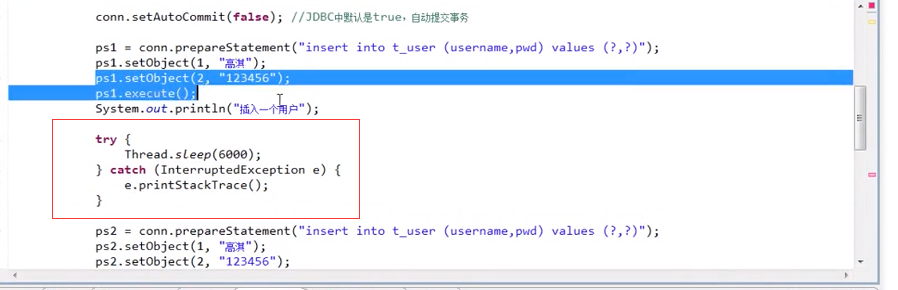 conn.setAutoCommit(false); //JDBC中默认是true，自动提交事务
ps1 = conn.prepareStatement("insert into t_user (username,pwd) values (?,?)");
ps1.setObject(1, "高淇");
ps1.setObject(2, "123456");
ps1.execute();
System.out.println("插入一个用户");
try {
Thread.sleep(6000);
} catch (InterruptedException e) {
e.printStackTrace();
}
ps2 = conn.prepareStatement("insert into t_user (username,pwd) values (?,?)");
ps2.setObject(1, "高淇");
ps2.setObject(2, "123456");